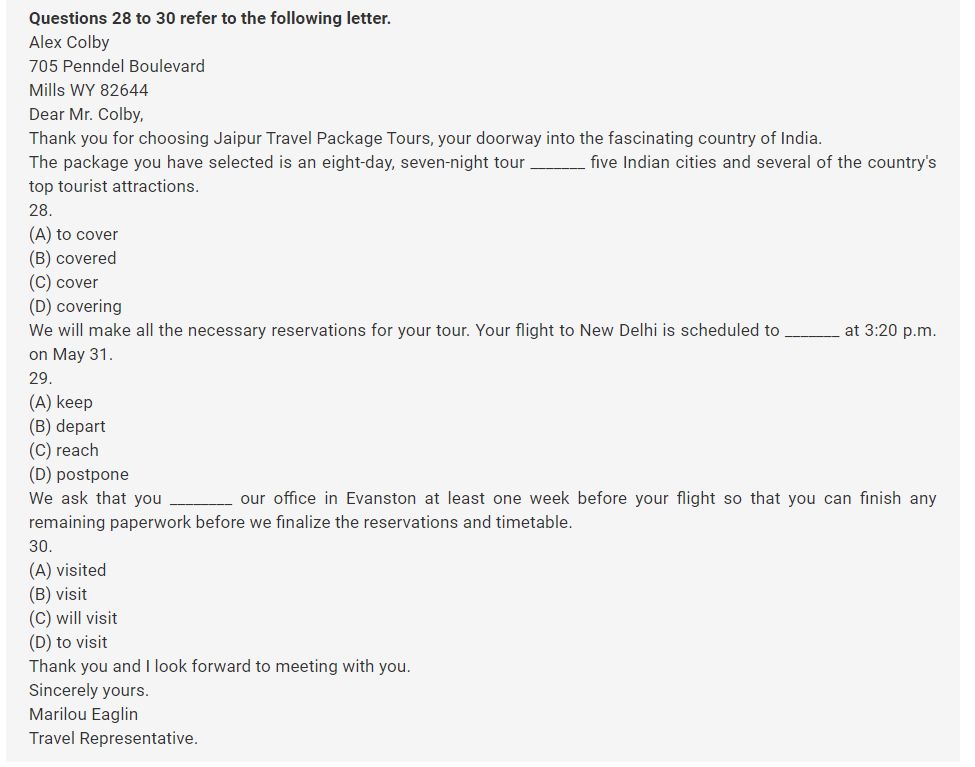 Questions 28 to 30 refer to the following letter.
Alex Colby
705 Penndel Boulevard
Mills WY 82644
Dear Mr. Colby,
Thank you for choosing Jaipur Travel Package Tours, your doorway into the fascinating country of India.
The package you have selected is an eight-day, seven-night tour _______ five Indian cities and several of the country's
top tourist attractions.
28.
(A) to cover
(B) covered
(C) cover
(D) covering
We will make all the necessary reservations for your tour. Your flight to New Delhi is scheduled to _______ at 3:20 p.m.
on May 31.
29.
(A) keep
(B) depart
(C) reach
(D) postpone
We ask that you ________ our office in Evanston at least one week before your flight so that you can finish any
remaining paperwork before we finalize the reservations and timetable.
30.
(A) visited
(B) visit
(C) will visit
(D) to visit
Thank you and I look forward to meeting with you.
Sincerely yours.
Marilou Eaglin
Travel Representative.